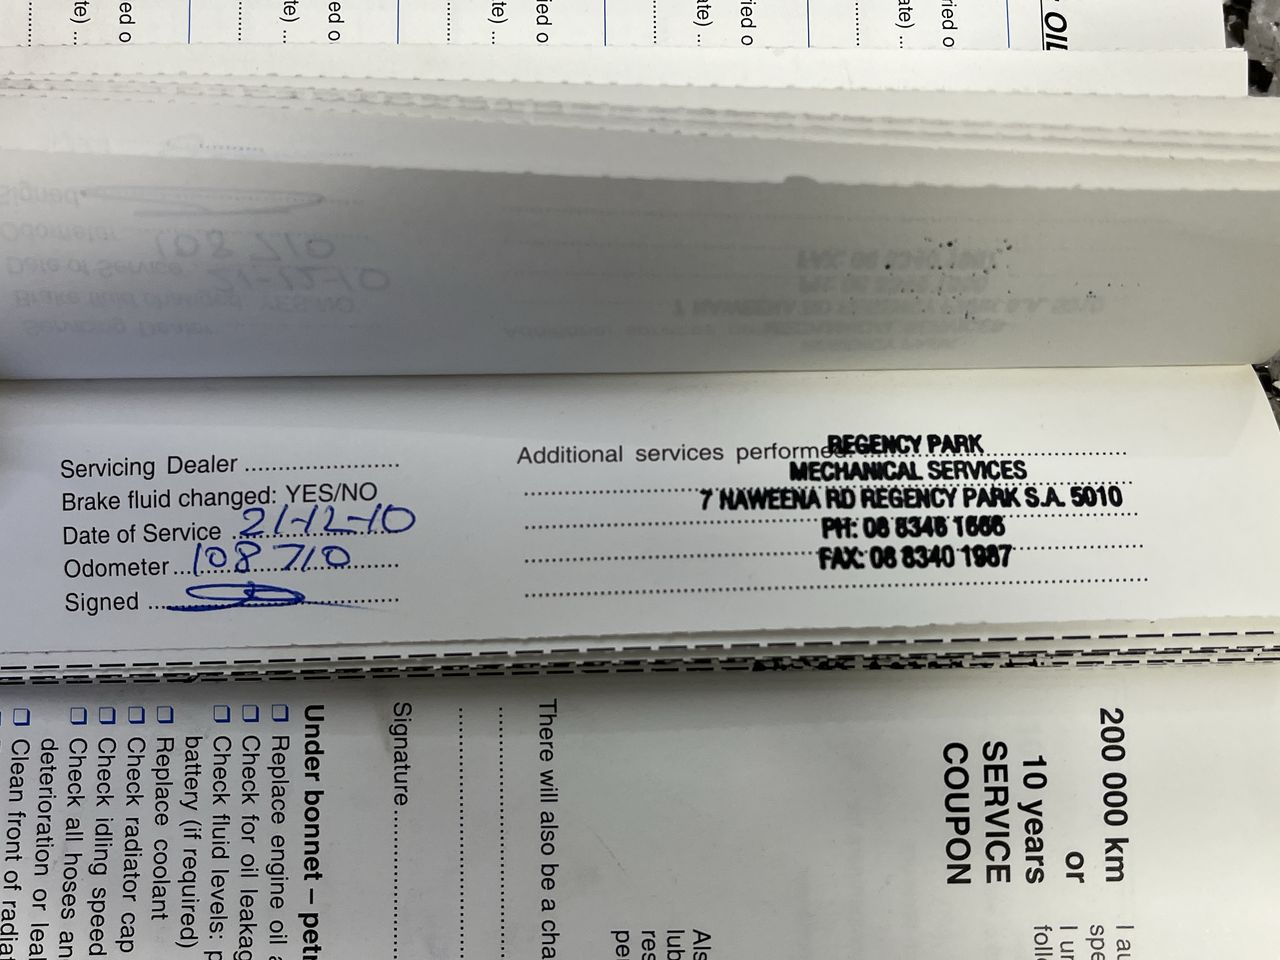 OIL
Servicing Dealer ........................
Brake fluid changed: YES/NO
Date of Service 21-12-10
Odometer 108 710
Signed
Additional services performed
REGENCY PARK
MECHANICAL SERVICES
7 NAWEENA RD REGENCY PARK S.A. 5010
PH: 08 8346 1666
FAX: 08 8340 1987
200 000 km
or
10 years
SERVICE
COUPON
There will also be a cha
Signature
Under bonnet – petr
❑ Replace engine oil
❑ Check for oil leakag
❑ Check fluid levels: p
battery (if required)
❑ Replace coolant
❑ Check radiator cap
❑ Check idling speed
❑ Check all hoses an
deterioration or leal
❑ Clean front of radiat